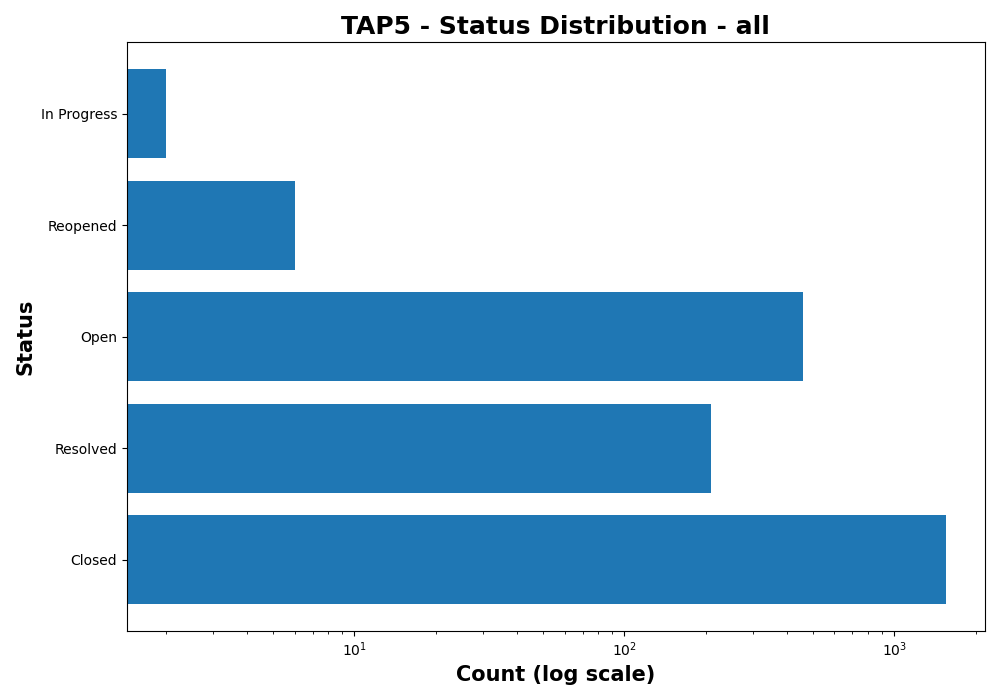 TAP5 - Status Distribution - all
In Progress
Reopened
Open
Resolved
Closed
Status
10¹ 10² 10³
Count (log scale)